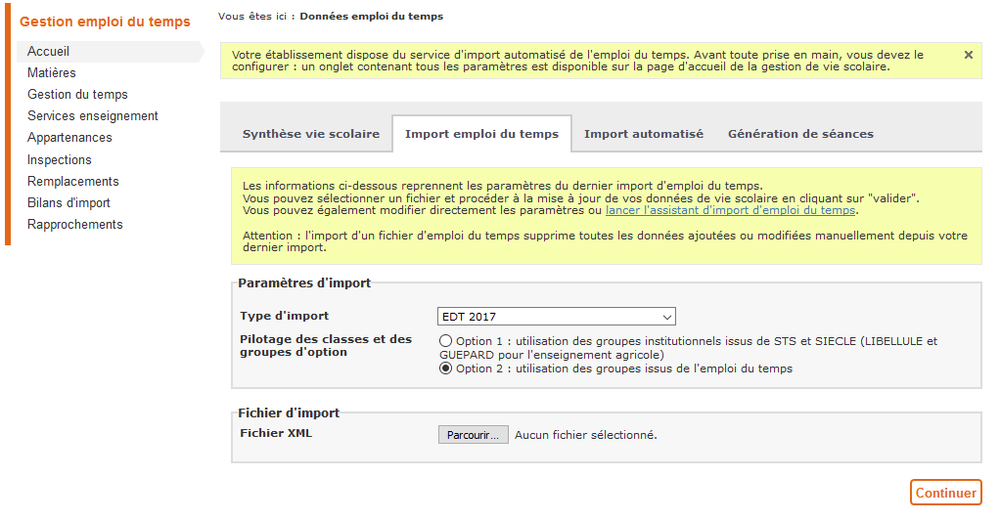 Gestion emploi du temps
Accueil
Matières
Gestion du temps
Services enseignement
Appartenances
Inspections
Remplacements
Bilans d'import
Rapprochements
Vous êtes ici : Données emploi du temps
Votre établissement dispose du service d'import automatisé de l'emploi du temps. Avant toute prise en main, vous devez le
configurer : un onglet contenant tous les paramètres est disponible sur la page d'accueil de la gestion de vie scolaire.
Synthèse vie scolaire Import emploi du temps Import automatisé Génération de séances
Les informations ci-dessous reprennent les paramètres du dernier import d'emploi du temps.
Vous pouvez sélectionner un fichier et procéder à la mise à jour de vos données de vie scolaire en cliquant sur "valider".
Vous pouvez également modifier directement les paramètres ou lancer l'assistant d'import d'emploi du temps.
Attention : l'import d'un fichier d'emploi du temps supprime toutes les données ajoutées ou modifiées manuellement depuis votre
dernier import.
Paramètres d'import
Type d'import EDT 2017
Pilotage des classes et des
groupes d'option
Option 1 : utilisation des groupes institutionnels issus de STS et SIECLE (LIBELLULE et
GUEPARD pour l'enseignement agricole)
Option 2 : utilisation des groupes issus de l'emploi du temps
Fichier d'import
Fichier XML Parcourir... Aucun fichier sélectionné.
Continuer